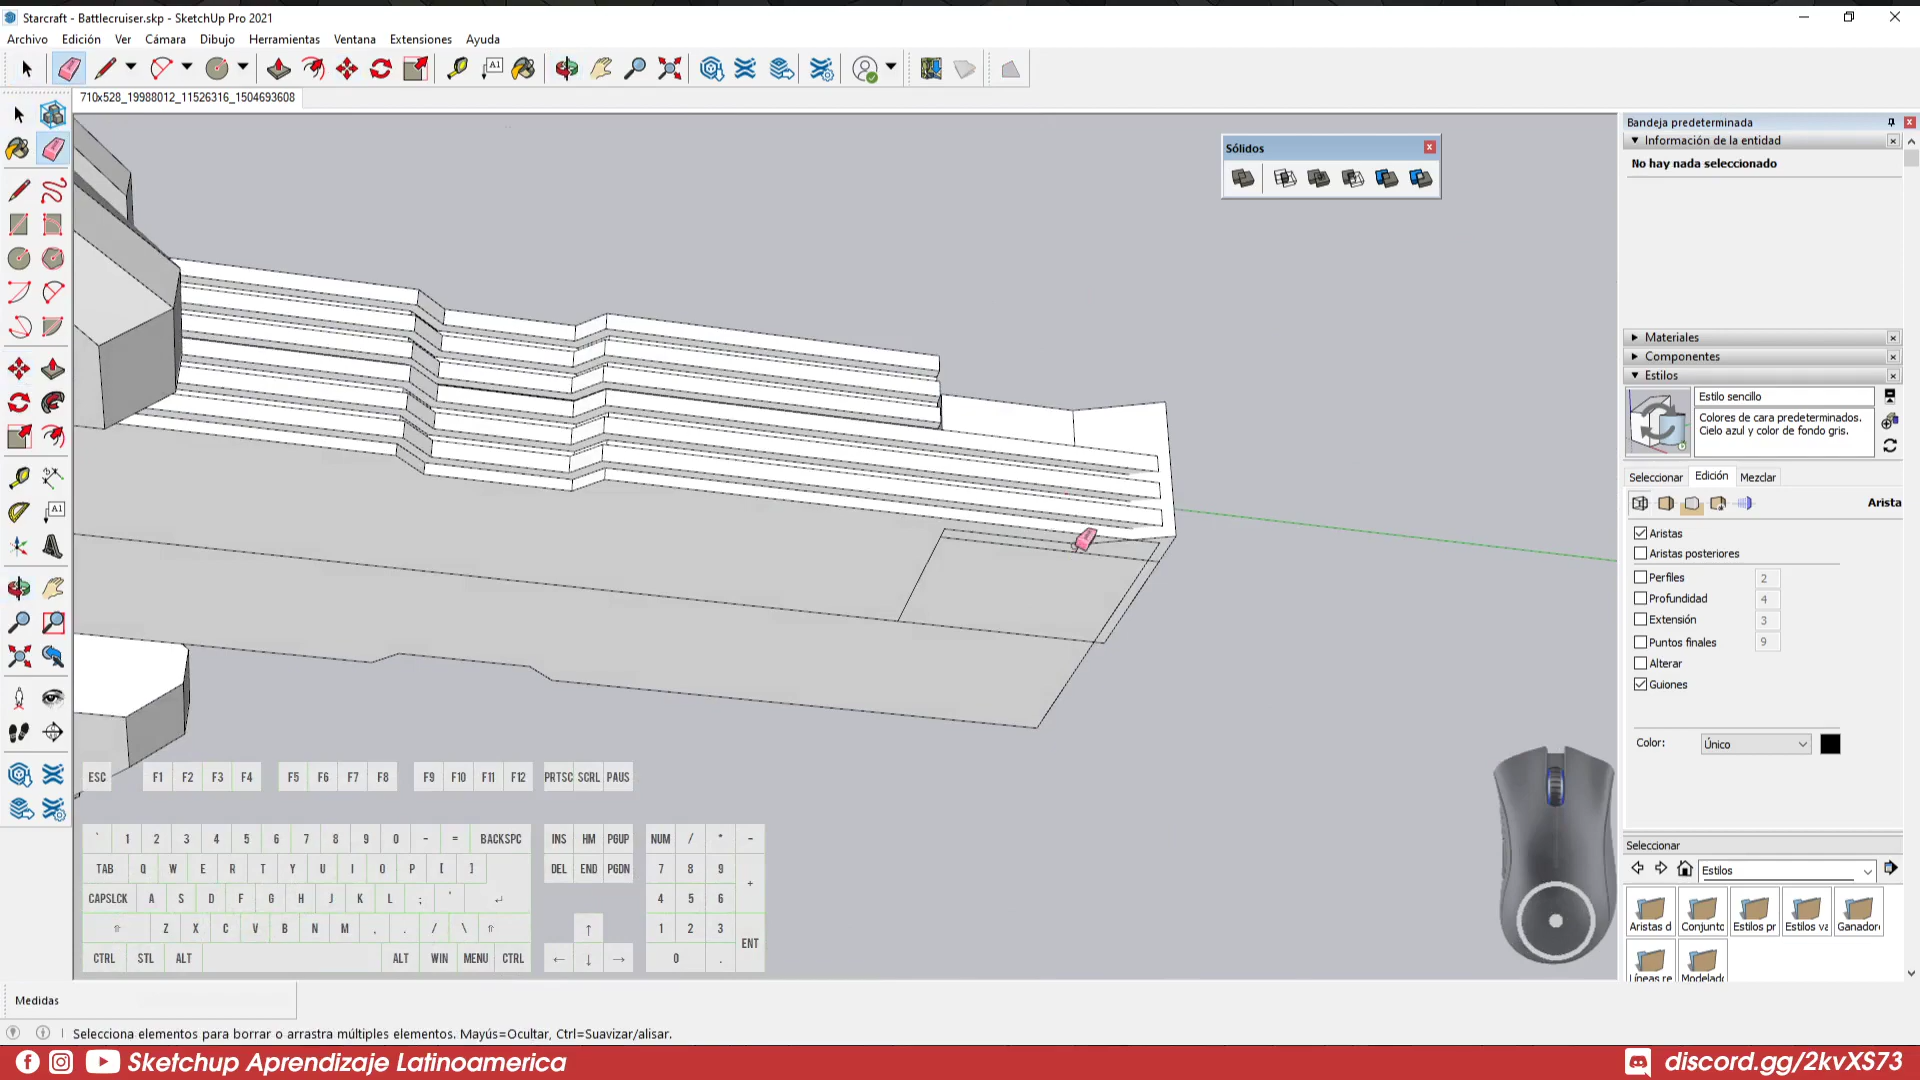 Starcraft - Battlecruiser.skp - SketchUp Pro 2021
Archivo Edición Ver Cámara Dibujo Herramientas Ventana Extensiones Ayuda
A1
710x528_19988012_11526316_1504693608
Sólidos
Bandeja predeterminada
Información de la entidad
No hay nada seleccionado
Materiales
Componentes
Estilos
Estilo sencillo
Colores de cara predeterminados.
Cielo azul y color de fondo gris.
Seleccionar Edición Mezclar
Arista
Aristas
Aristas posteriores
Perfiles 2
Profundidad 4
Extensión 3
Puntos finales 9
Alterar
Guiones
Color: Único
A1
ESC F1 F2 F3 F4 F5 F6 F7 F8 F9 F10 F11 F12 PRTSC SCRL PAUS
` 1 2 3 4 5 6 7 8 9 0 - = BACKSPC INS HM PGUP NUM / * -
TAB Q W E R T Y U I O P [ ] DEL END PGDN 7 8 9 +
CAPSLCK A S D F G H J K L ; ' 4 5 6
Z X C V B N M , . / \ ↑ 1 2 3 ENT
CTRL STL ALT ALT WIN MENU CTRL ← ↓ → 0 .
Seleccionar
Estilos
Aristas d Conjunto Estilos pr Estilos va Ganador
Líneas re Modelado
Medidas
Selecciona elementos para borrar o arrastra múltiples elementos. Mayús=Ocultar, Ctrl=Suavizar/alisar.
Sketchup Aprendizaje Latinoamerica
discord.gg/2kvXS73